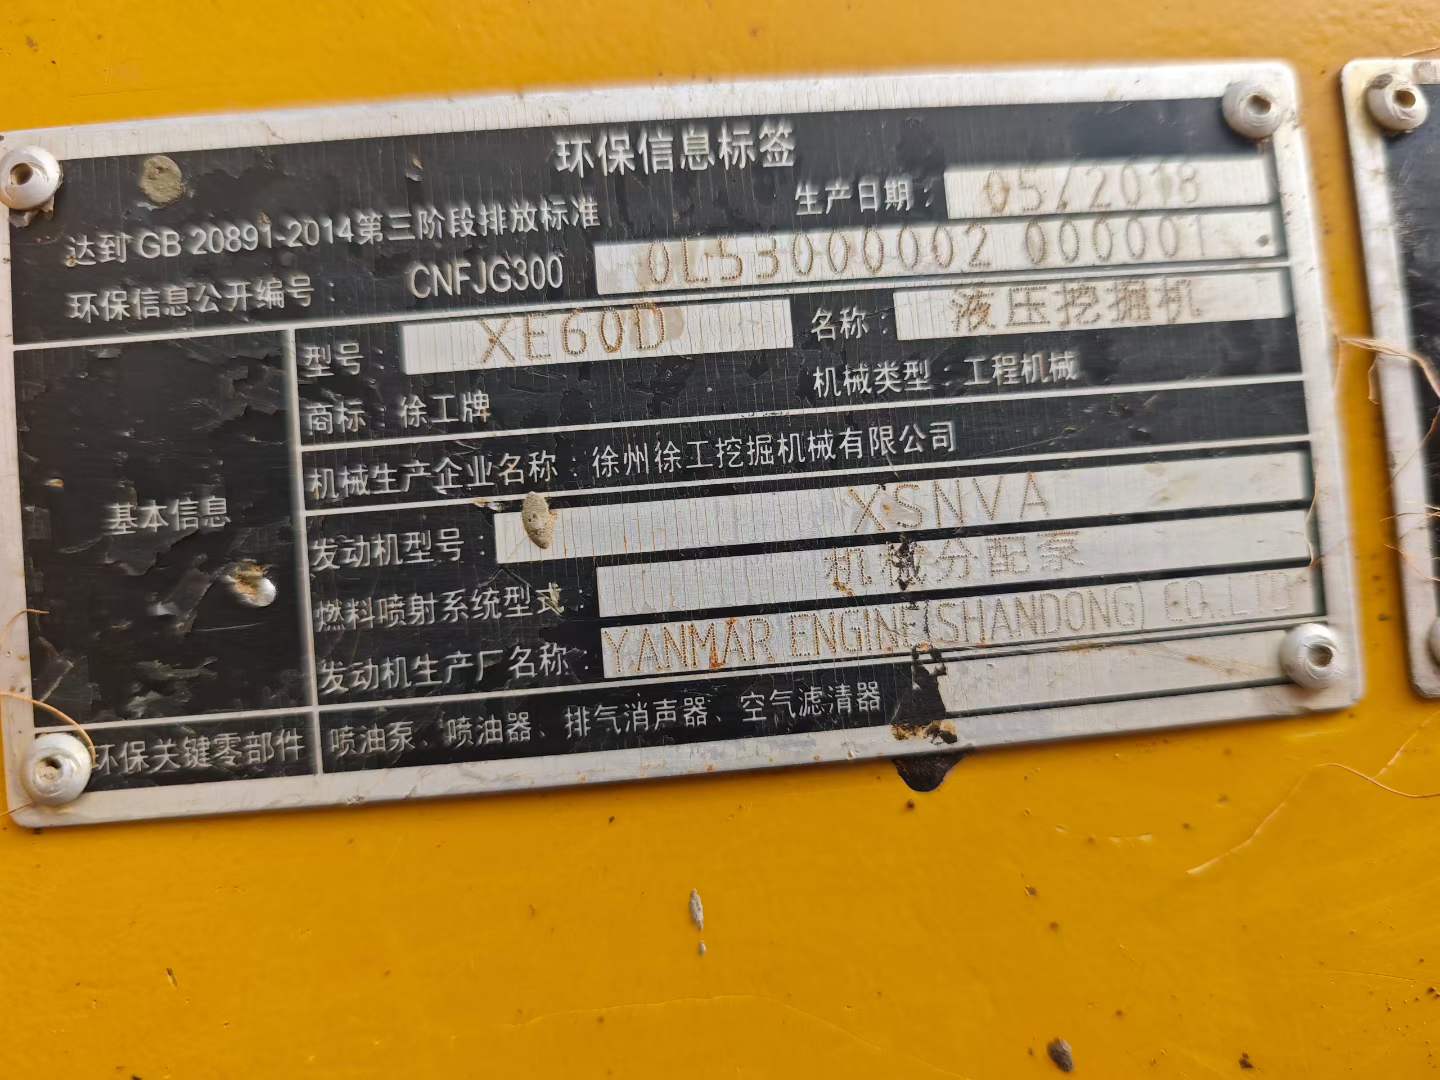 环保信息标签
达到 GB 20891-2014第三阶段排放标准 生产日期: 05/2018
环保信息公开编号: CNFJG300 0L53000002 000001
型号: XE60D 名称: 液压挖掘机
商标: 徐工牌 机械类型: 工程机械
机械生产企业名称: 徐州徐工挖掘机械有限公司
基本信息
发动机型号: XSNVA
燃料喷射系统型式: 机械分配泵
发动机生产厂名称: YANMAR ENGINE(SHANDONG) CO.,LTD
环保关键零部件 喷油泵、喷油器、排气消声器、空气滤清器